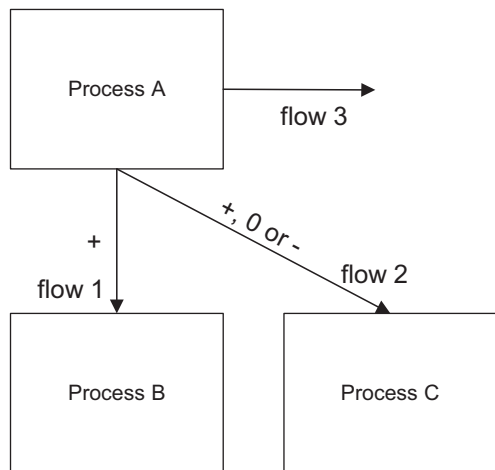 Process A
flow 3
+
+, 0 or -
flow 1
flow 2
Process B
Process C